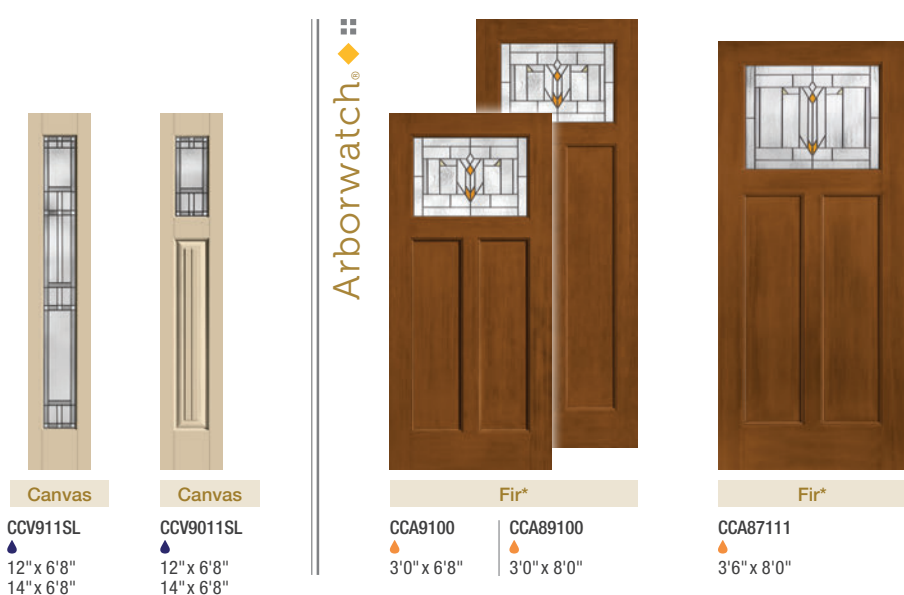 Canvas
CCV911SL
12" x 6'8"
14" x 6'8"
Canvas
CCV9011SL
12" x 6'8"
14" x 6'8"
Arborwatch®
Fir*
CCA9100
3'0" x 6'8"
CCA89100
3'0" x 8'0"
Fir*
CCA87111
3'6" x 8'0"